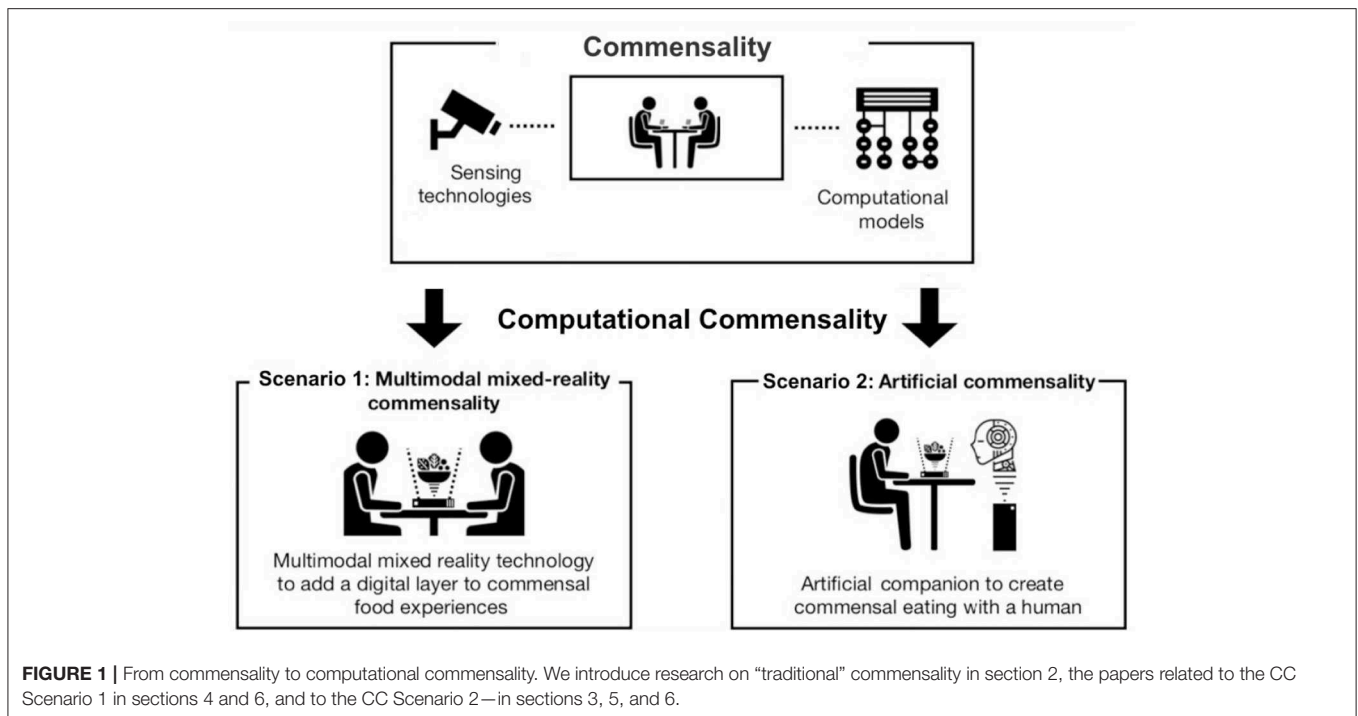 Commensality
Sensing
technologies
Computational
models
Computational Commensality
Scenario 1: Multimodal mixed-reality
commensality
Multimodal mixed reality technology
to add a digital layer to commensal
food experiences
Scenario 2: Artificial commensality
Artificial companion to create
commensal eating with a human
FIGURE 1 | From commensality to computational commensality. We introduce research on “traditional” commensality in section 2, the papers related to the CC
Scenario 1 in sections 4 and 6, and to the CC Scenario 2—in sections 3, 5, and 6.